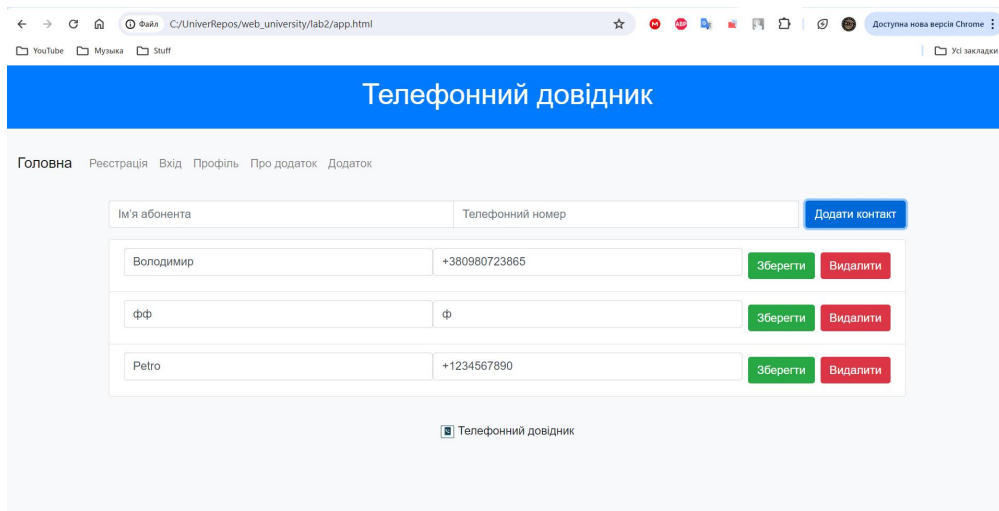 Файл C:/UniverRepos/web_university/lab2/app.html Доступна нова версія Chrome
YouTube Музыка Stuff Усі закладки
Телефонний довідник
Головна Реєстрація Вхід Профіль Про додаток Додаток
Ім'я абонента Телефонний номер Додати контакт
Володимир +380980723865 Зберегти Видалити
фф ф Зберегти Видалити
Petro +1234567890 Зберегти Видалити
Телефонний довідник